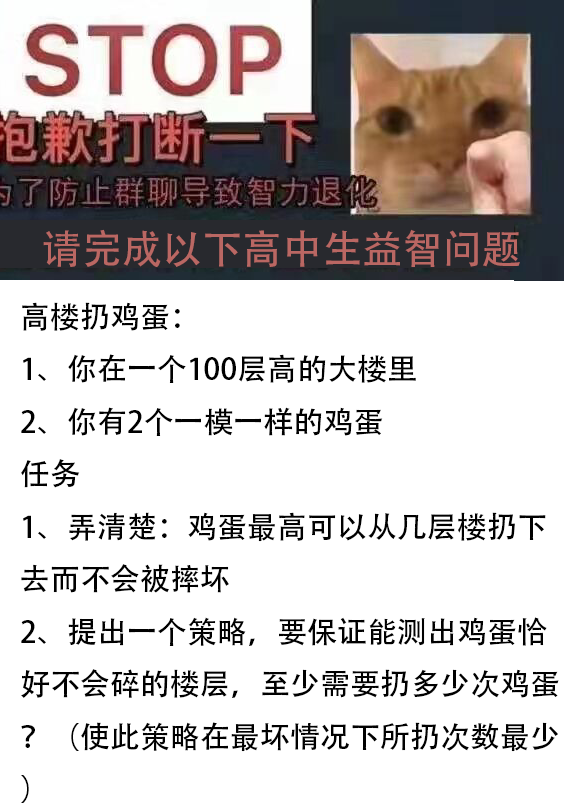 STOP
抱歉打断一下
为了防止群聊导致智力退化
请完成以下高中生益智问题
高楼扔鸡蛋：
1、你在一个100层高的大楼里
2、你有2个一模一样的鸡蛋
任务
1、弄清楚：鸡蛋最高可以从几层楼扔下
去而不会被摔坏
2、提出一个策略，要保证能测出鸡蛋恰
好不会碎的楼层，至少需要扔多少次鸡蛋
？（使此策略在最坏情况下所扔次数最少
）